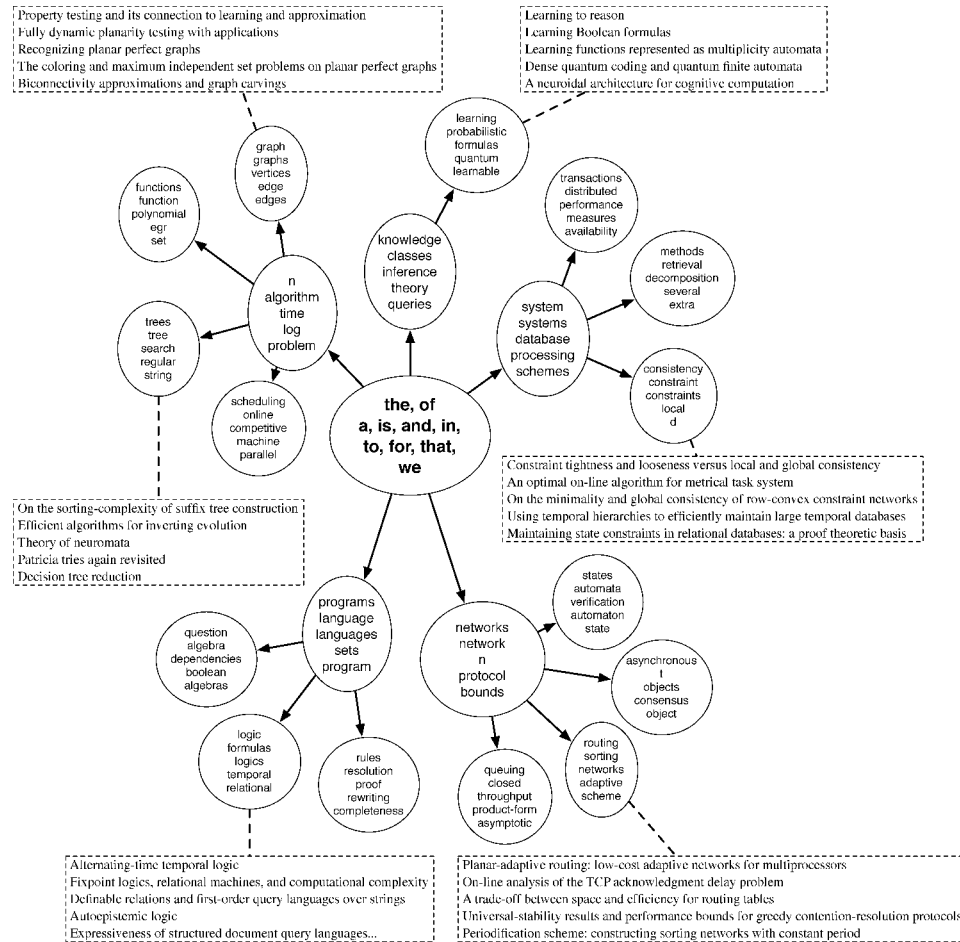 Property testing and its connection to learning and approximation
Fully dynamic planarity testing with applications
Recognizing planar perfect graphs
The coloring and maximum independent set problems on planar perfect graphs
Biconnectivity approximations and graph carvings
Learning to reason
Learning Boolean formulas
Learning functions represented as multiplicity automata
Dense quantum coding and quantum finite automata
A neuroidal architecture for cognitive computation
graph
graphs
vertices
edge
edges
learning
probabilistic
formulas
quantum
learnable
functions
function
polynomial
egr
set
transactions
distributed
performance
measures
availability
knowledge
classes
inference
theory
queries
methods
retrieval
decomposition
several
extra
n
algorithm
time
log
problem
system
systems
database
processing
schemes
trees
tree
search
regular
string
consistency
constraint
constraints
local
d
scheduling
online
competitive
machine
parallel
the, of
a, is, and, in,
to, for, that,
we
Constraint tightness and looseness versus local and global consistency
An optimal on-line algorithm for metrical task system
On the minimality and global consistency of row-convex constraint networks
Using temporal hierarchies to efficiently maintain large temporal databases
Maintaining state constraints in relational databases: a proof theoretic basis
On the sorting-complexity of suffix tree construction
Efficient algorithms for inverting evolution
Theory of neuromata
Patricia tries again revisited
Decision tree reduction
programs
language
languages
sets
program
states
automata
verification
automaton
state
question
algebra
dependencies
boolean
algebras
networks
network
n
protocol
bounds
asynchronous
t
objects
consensus
object
logic
formulas
logics
temporal
relational
rules
resolution
proof
rewriting
completeness
queuing
closed
throughput
product-form
asymptotic
routing
sorting
networks
adaptive
scheme
Alternating-time temporal logic
Fixpoint logics, relational machines, and computational complexity
Definable relations and first-order query languages over strings
Autoepistemic logic
Expressiveness of structured document query languages...
Planar-adaptive routing: low-cost adaptive networks for multiprocessors
On-line analysis of the TCP acknowledgment delay problem
A trade-off between space and efficiency for routing tables
Universal-stability results and performance bounds for greedy contention-resolution protocols
Periodification scheme: constructing sorting networks with constant period